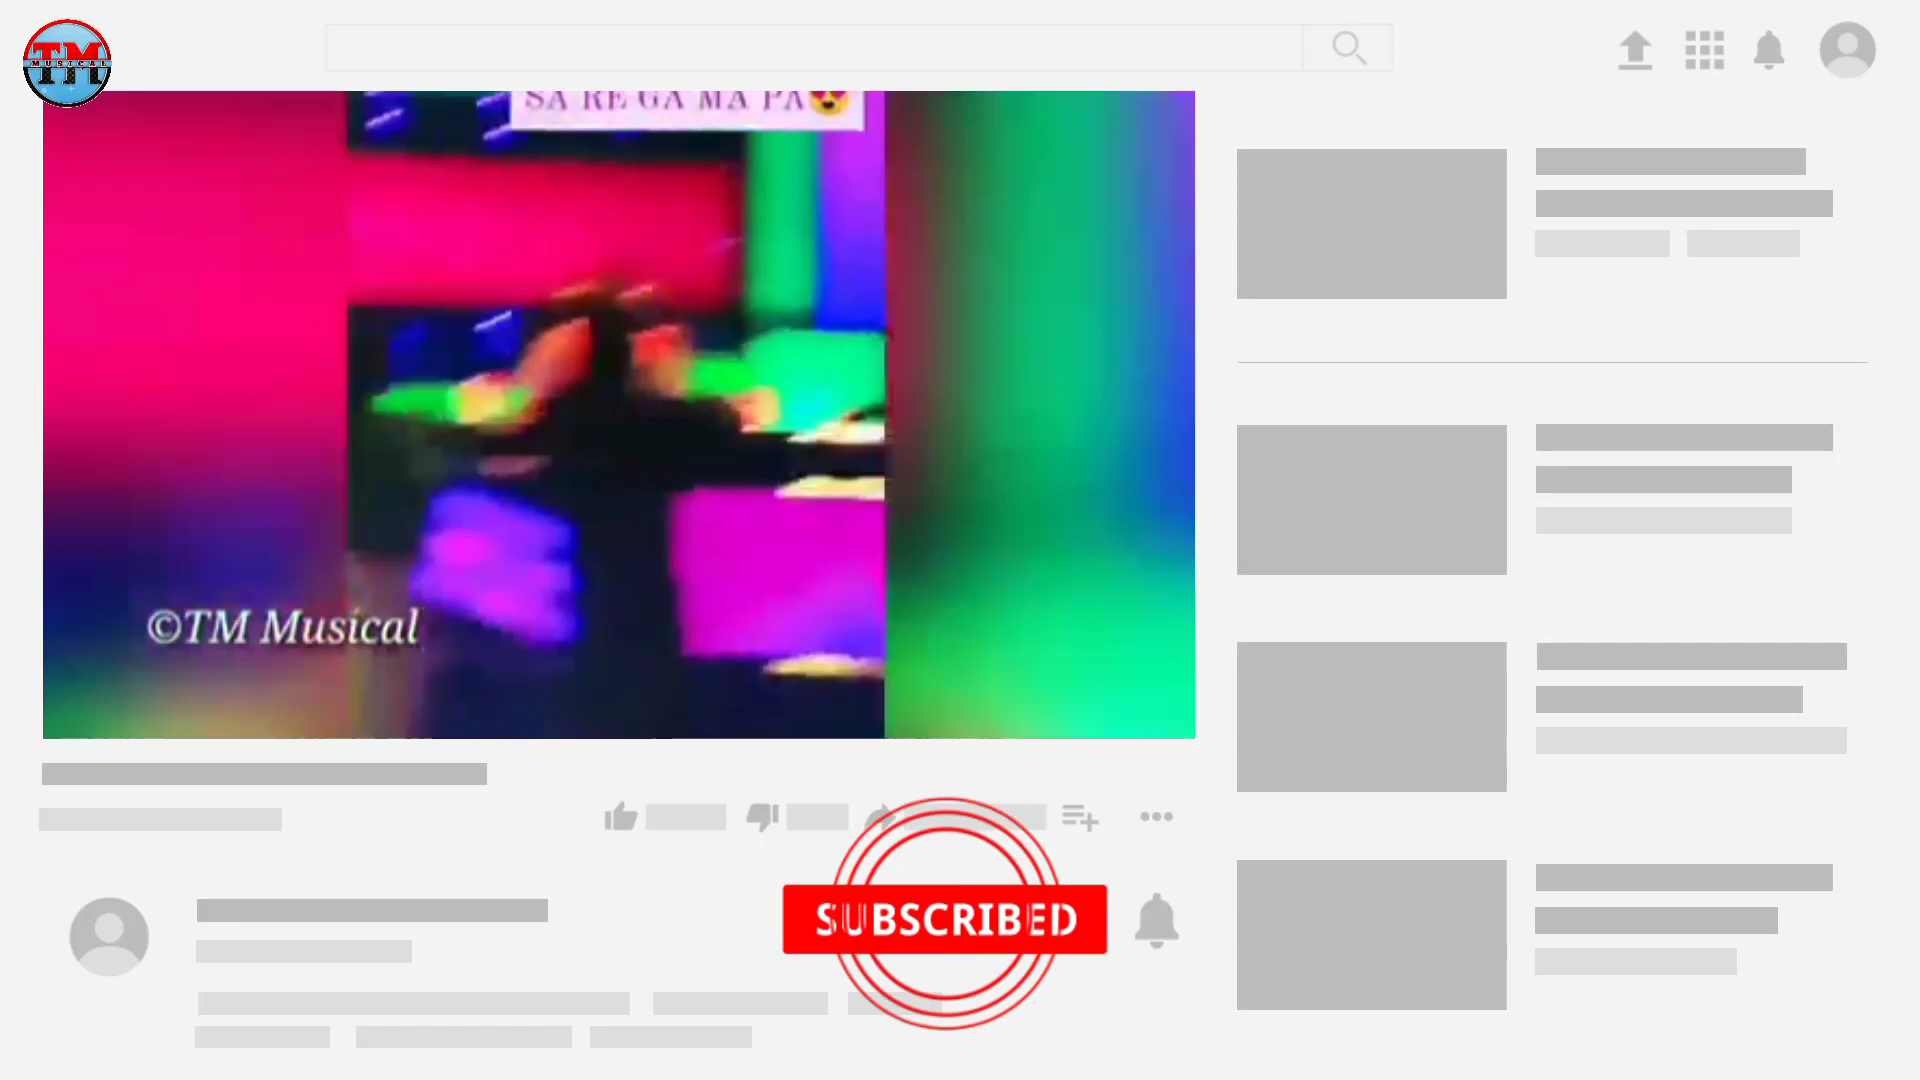 TM
MUSICAL
SA RE GA MA PA😍
©TM Musical
SUBSCRIBED